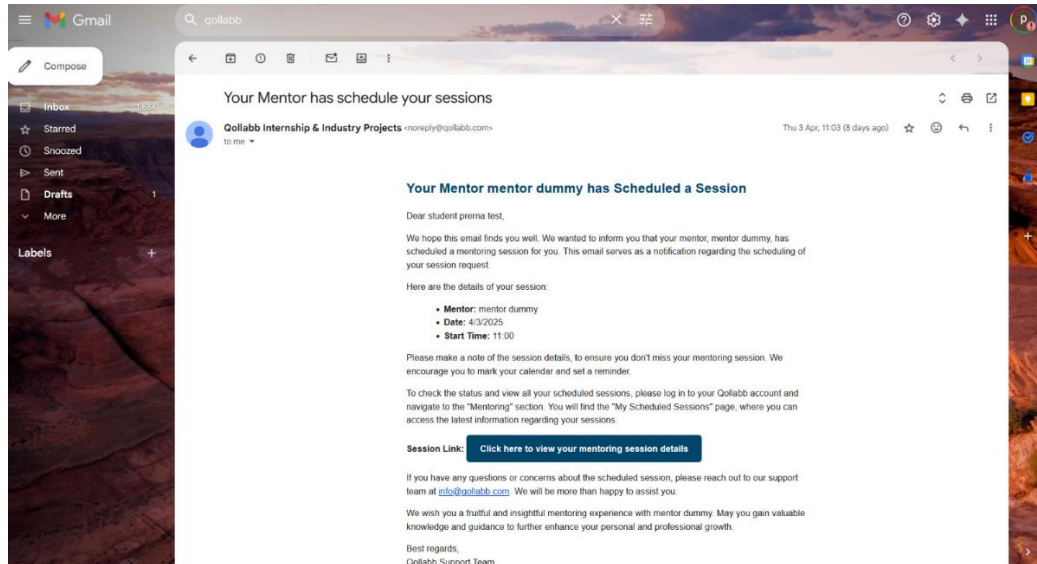 Gmail
qollabb
Compose
Inbox
Starred
Snoozed
Sent
Drafts 1
More
Labels
Your Mentor has schedule your sessions
Qollabb Internship & Industry Projects <noreply@qollabb.com>
Thu 3 Apr, 11:03 (8 days ago)
to me
Your Mentor mentor dummy has Scheduled a Session
Dear student prerna test,
We hope this email finds you well. We wanted to inform you that your mentor, mentor dummy, has
scheduled a mentoring session for you. This email serves as a notification regarding the scheduling of
your session request.
Here are the details of your session:
• Mentor: mentor dummy
• Date: 4/3/2025
• Start Time: 11:00
Please make a note of the session details, to ensure you don't miss your mentoring session. We
encourage you to mark your calendar and set a reminder.
To check the status and view all your scheduled sessions, please log in to your Qollabb account and
navigate to the "Mentoring" section. You will find the "My Scheduled Sessions" page, where you can
access the latest information regarding your sessions.
Session Link: Click here to view your mentoring session details
If you have any questions or concerns about the scheduled session, please reach out to our support
team at info@qollabb.com. We will be more than happy to assist you.
We wish you a fruitful and insightful mentoring experience with mentor dummy. May you gain valuable
knowledge and guidance to further enhance your personal and professional growth.
Best regards,
Qollabb Support Team